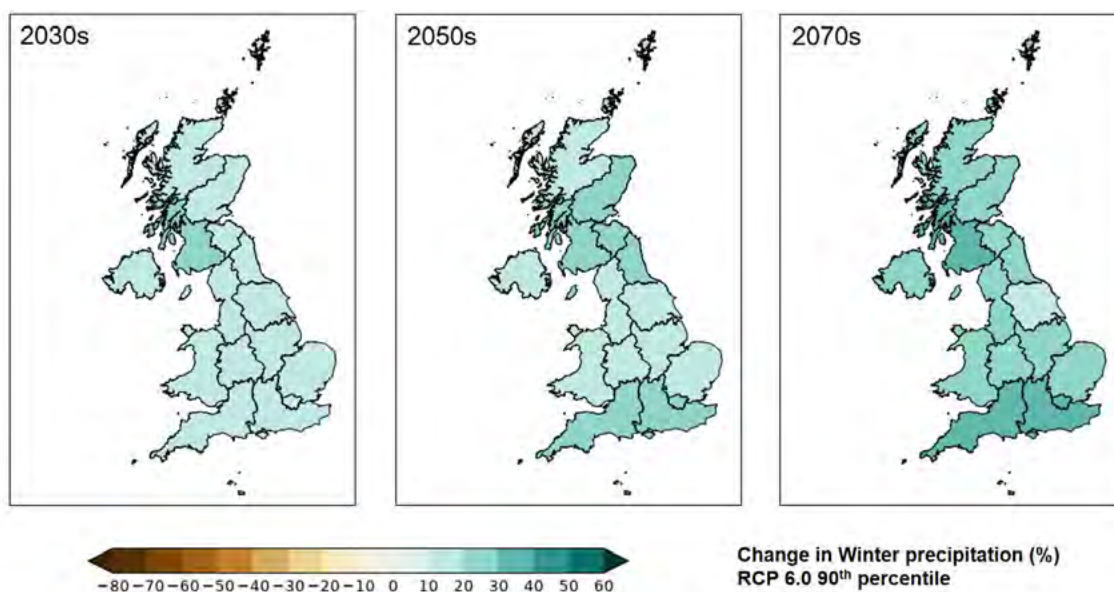 2030s
2050s
2070s
−80 −70 −60 −50 −40 −30 −20 −10 0 10 20 30 40 50 60
Change in Winter precipitation (%)
RCP 6.0 90th percentile